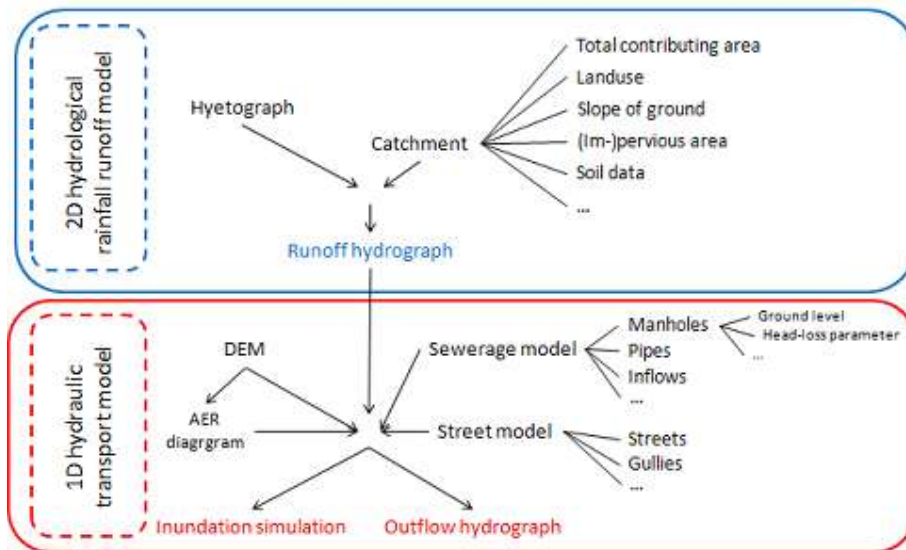 2D hydrological
rainfall runoff model
Hyetograph
Catchment
Total contributing area
Landuse
Slope of ground
(Im-)pervious area
Soil data
...
Runoff hydrograph
1D hydraulic
transport model
DEM
AER
diagrgram
Sewerage model
Manholes
Pipes
Inflows
...
Ground level
Head-loss parameter
...
Street model
Streets
Gullies
...
Inundation simulation
Outflow hydrograph